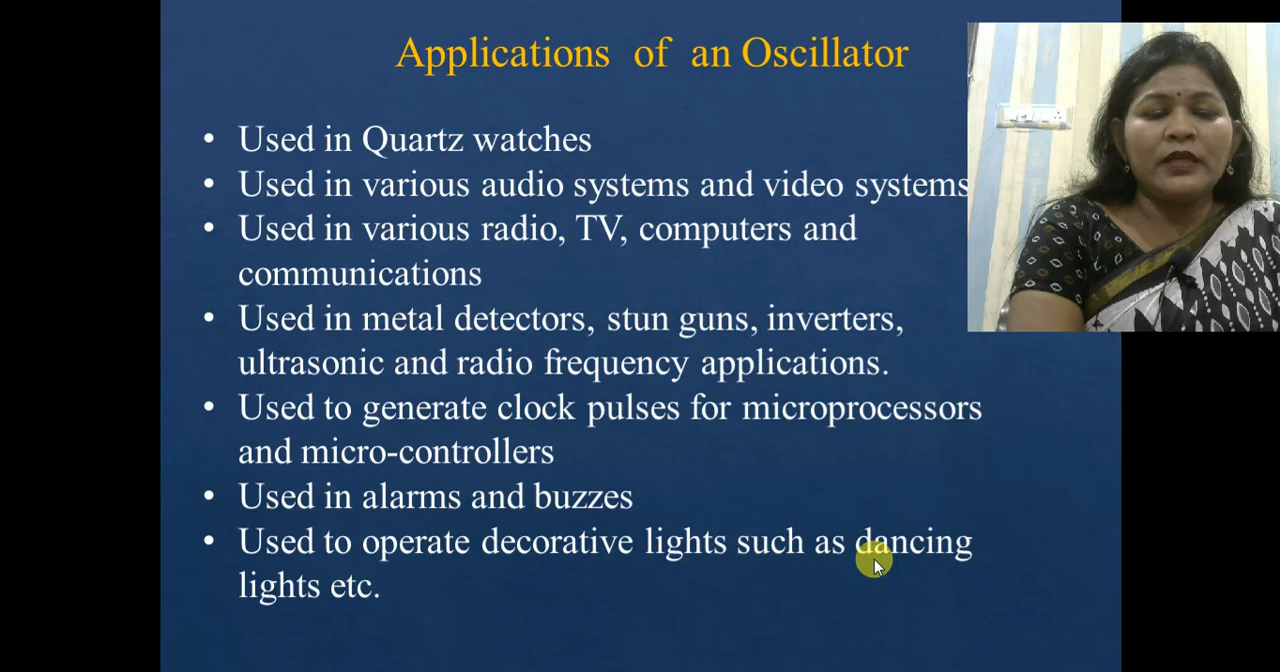 Applications of an Oscillator
• Used in Quartz watches
• Used in various audio systems and video systems
• Used in various radio, TV, computers and
communications
• Used in metal detectors, stun guns, inverters,
ultrasonic and radio frequency applications.
• Used to generate clock pulses for microprocessors
and micro-controllers
• Used in alarms and buzzes
• Used to operate decorative lights such as dancing
lights etc.